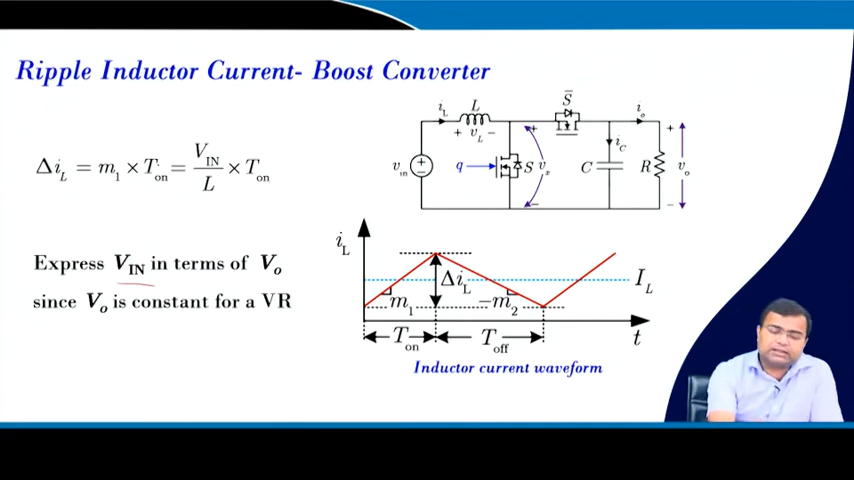 Ripple Inductor Current- Boost Converter
Δi_L = m_1 × T_on = V_IN / L × T_on
Express V_IN in terms of V_o
since V_o is constant for a VR
i_L
L
+ v_L −
S̄
i_o
v_in
+
−
q
S
+
v_x
−
C
i_C
R
+
v_o
−
i_L
Δi_L
I_L
m_1
−m_2
T_on
T_off
t
Inductor current waveform